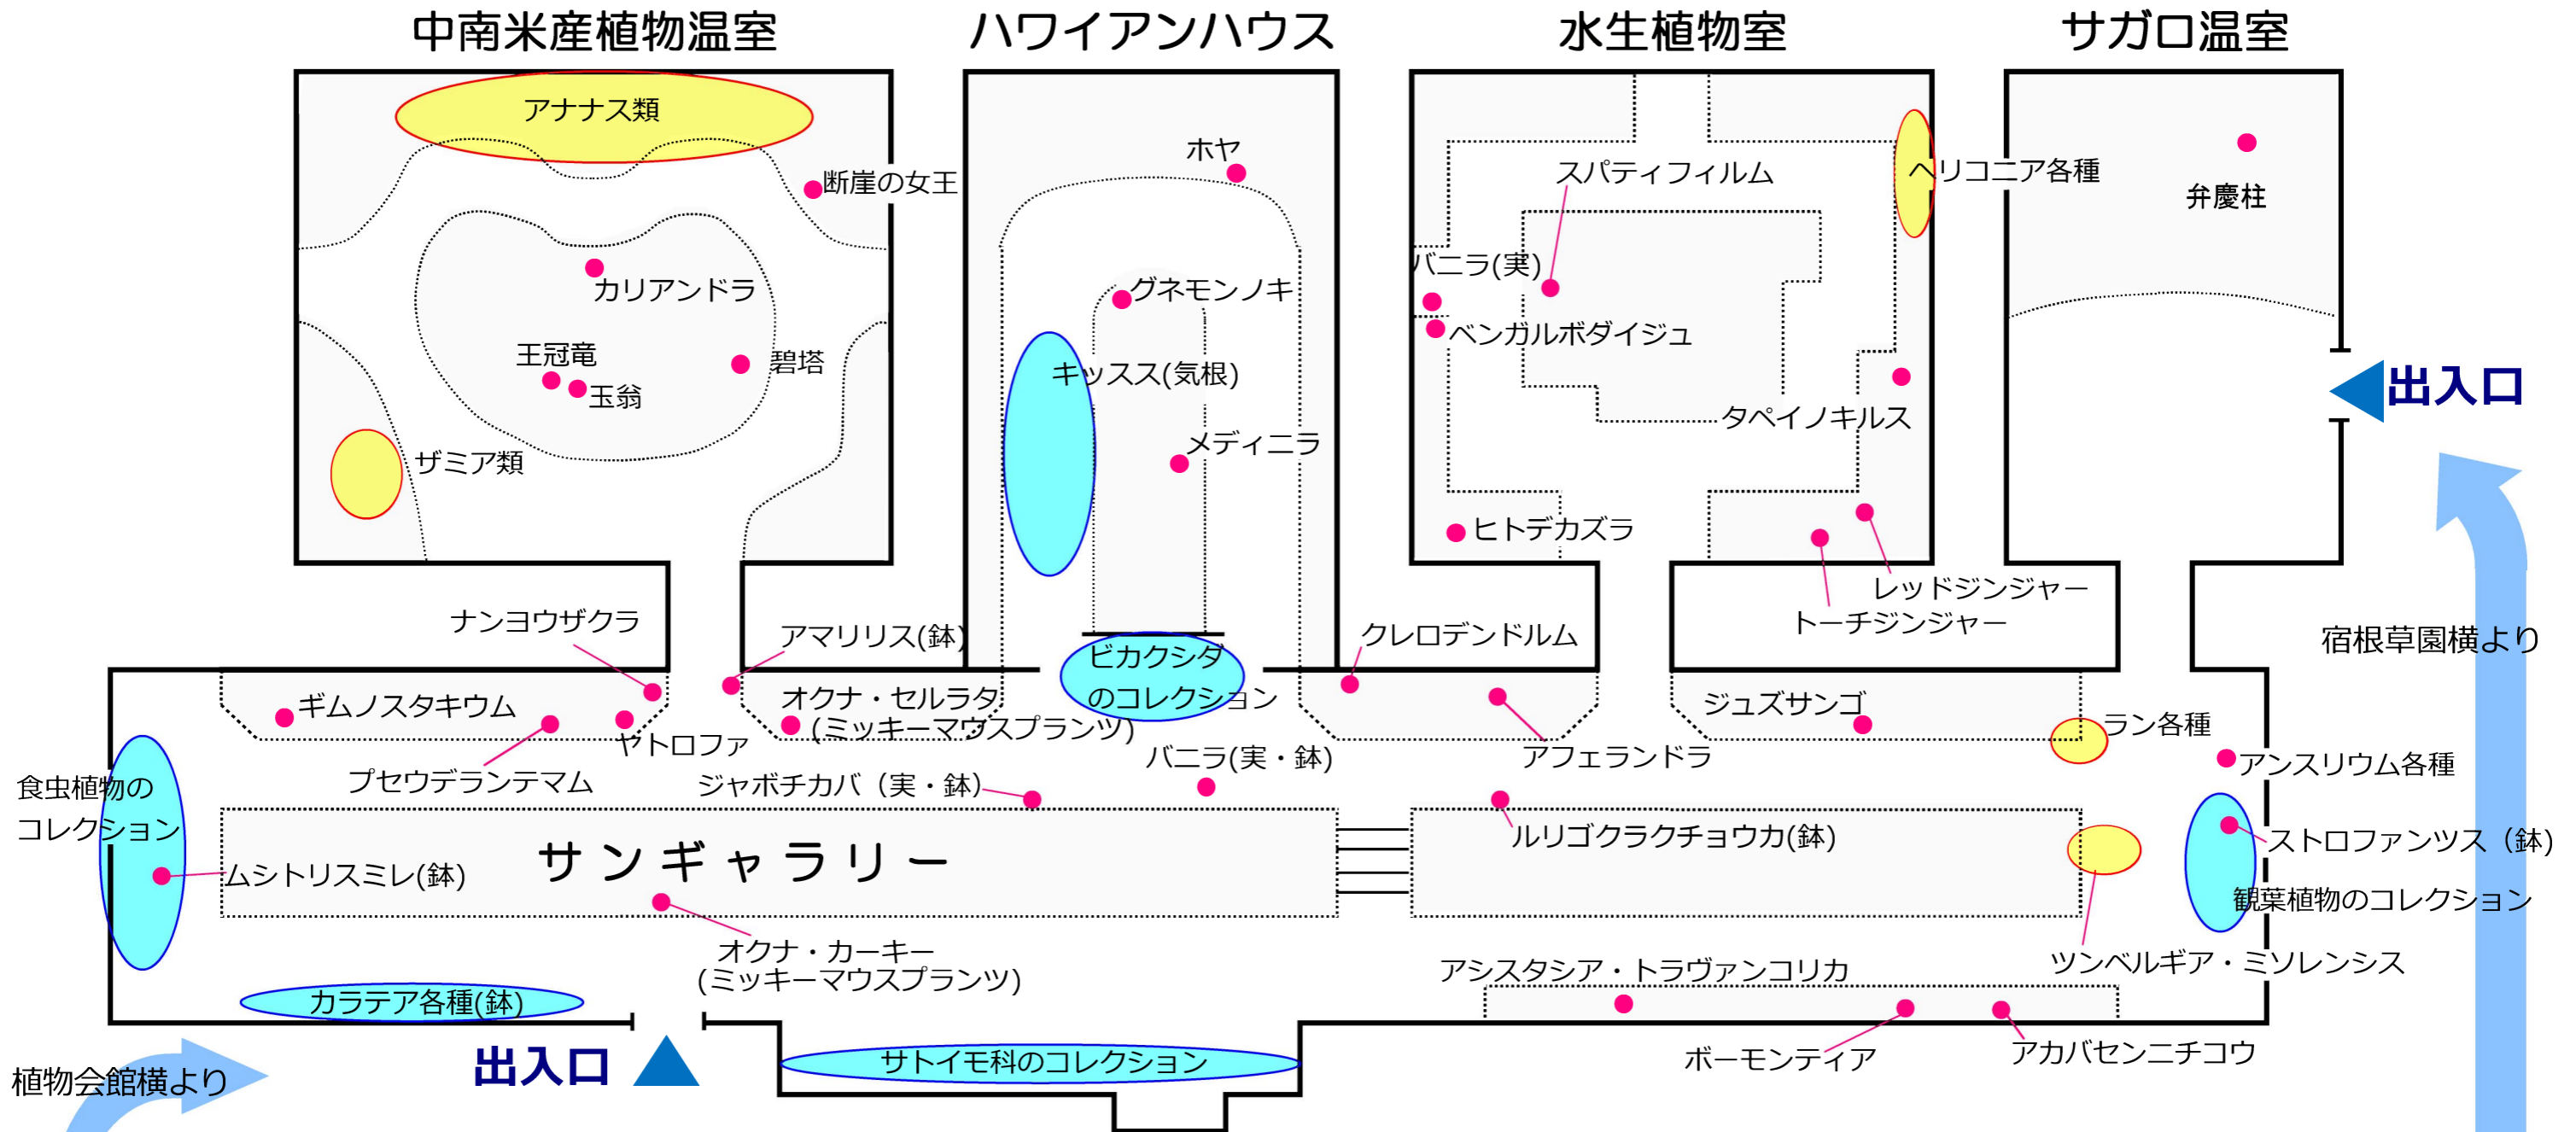 中南米産植物温室
ハワイアンハウス
水生植物室
サガロ温室
アナナス類
断崖の女王
カリアンドラ
王冠竜
玉翁
碧塔
ザミア類
ホヤ
グネモンノキ
キッスス(気根)
メディニラ
スパティフィルム
ヘリコニア各種
バニラ(実)
ベンガルボダイジュ
タペイノキルス
ヒトデカズラ
レッドジンジャー
トーチジンジャー
弁慶柱
出入口
宿根草園横より
ナンヨウザクラ
アマリリス(鉢)
ビカクシダ
のコレクション
クレロデンドルム
ギムノスタキウム
オクナ・セルラタ
(ミッキーマウスプランツ)
ヤトロファ
プセウデランテマム
ジャボチカバ（実・鉢）
バニラ(実・鉢)
アフェランドラ
ジュズサンゴ
ラン各種
アンスリウム各種
食虫植物の
コレクション
ムシトリスミレ(鉢)
サンギャラリー
ルリゴクラクチョウカ(鉢)
ストロファンツス（鉢)
観葉植物のコレクション
オクナ・カーキー
(ミッキーマウスプランツ)
アシスタシア・トラヴァンコリカ
ツンベルギア・ミソレンシス
カラテア各種(鉢)
出入口
サトイモ科のコレクション
ボーモンティア
アカバセンニチコウ
植物会館横より